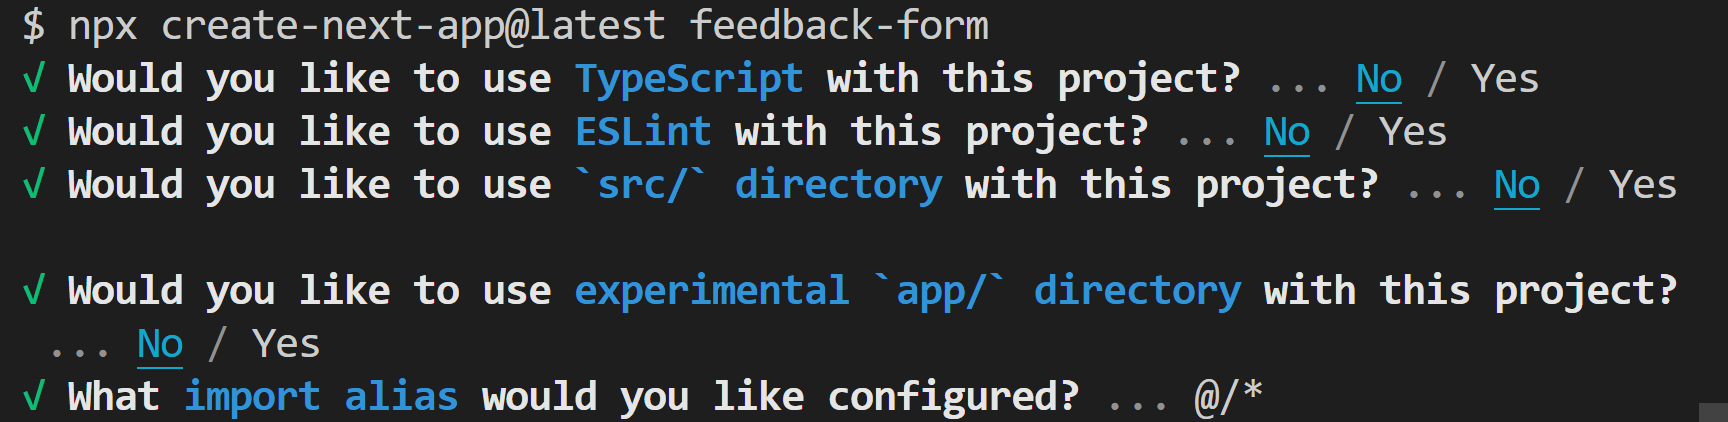 $ npx create-next-app@latest feedback-form
√ Would you like to use TypeScript with this project? ... No / Yes
√ Would you like to use ESLint with this project? ... No / Yes
√ Would you like to use `src/` directory with this project? ... No / Yes
√ Would you like to use experimental `app/` directory with this project?
... No / Yes
√ What import alias would you like configured? ... @/*